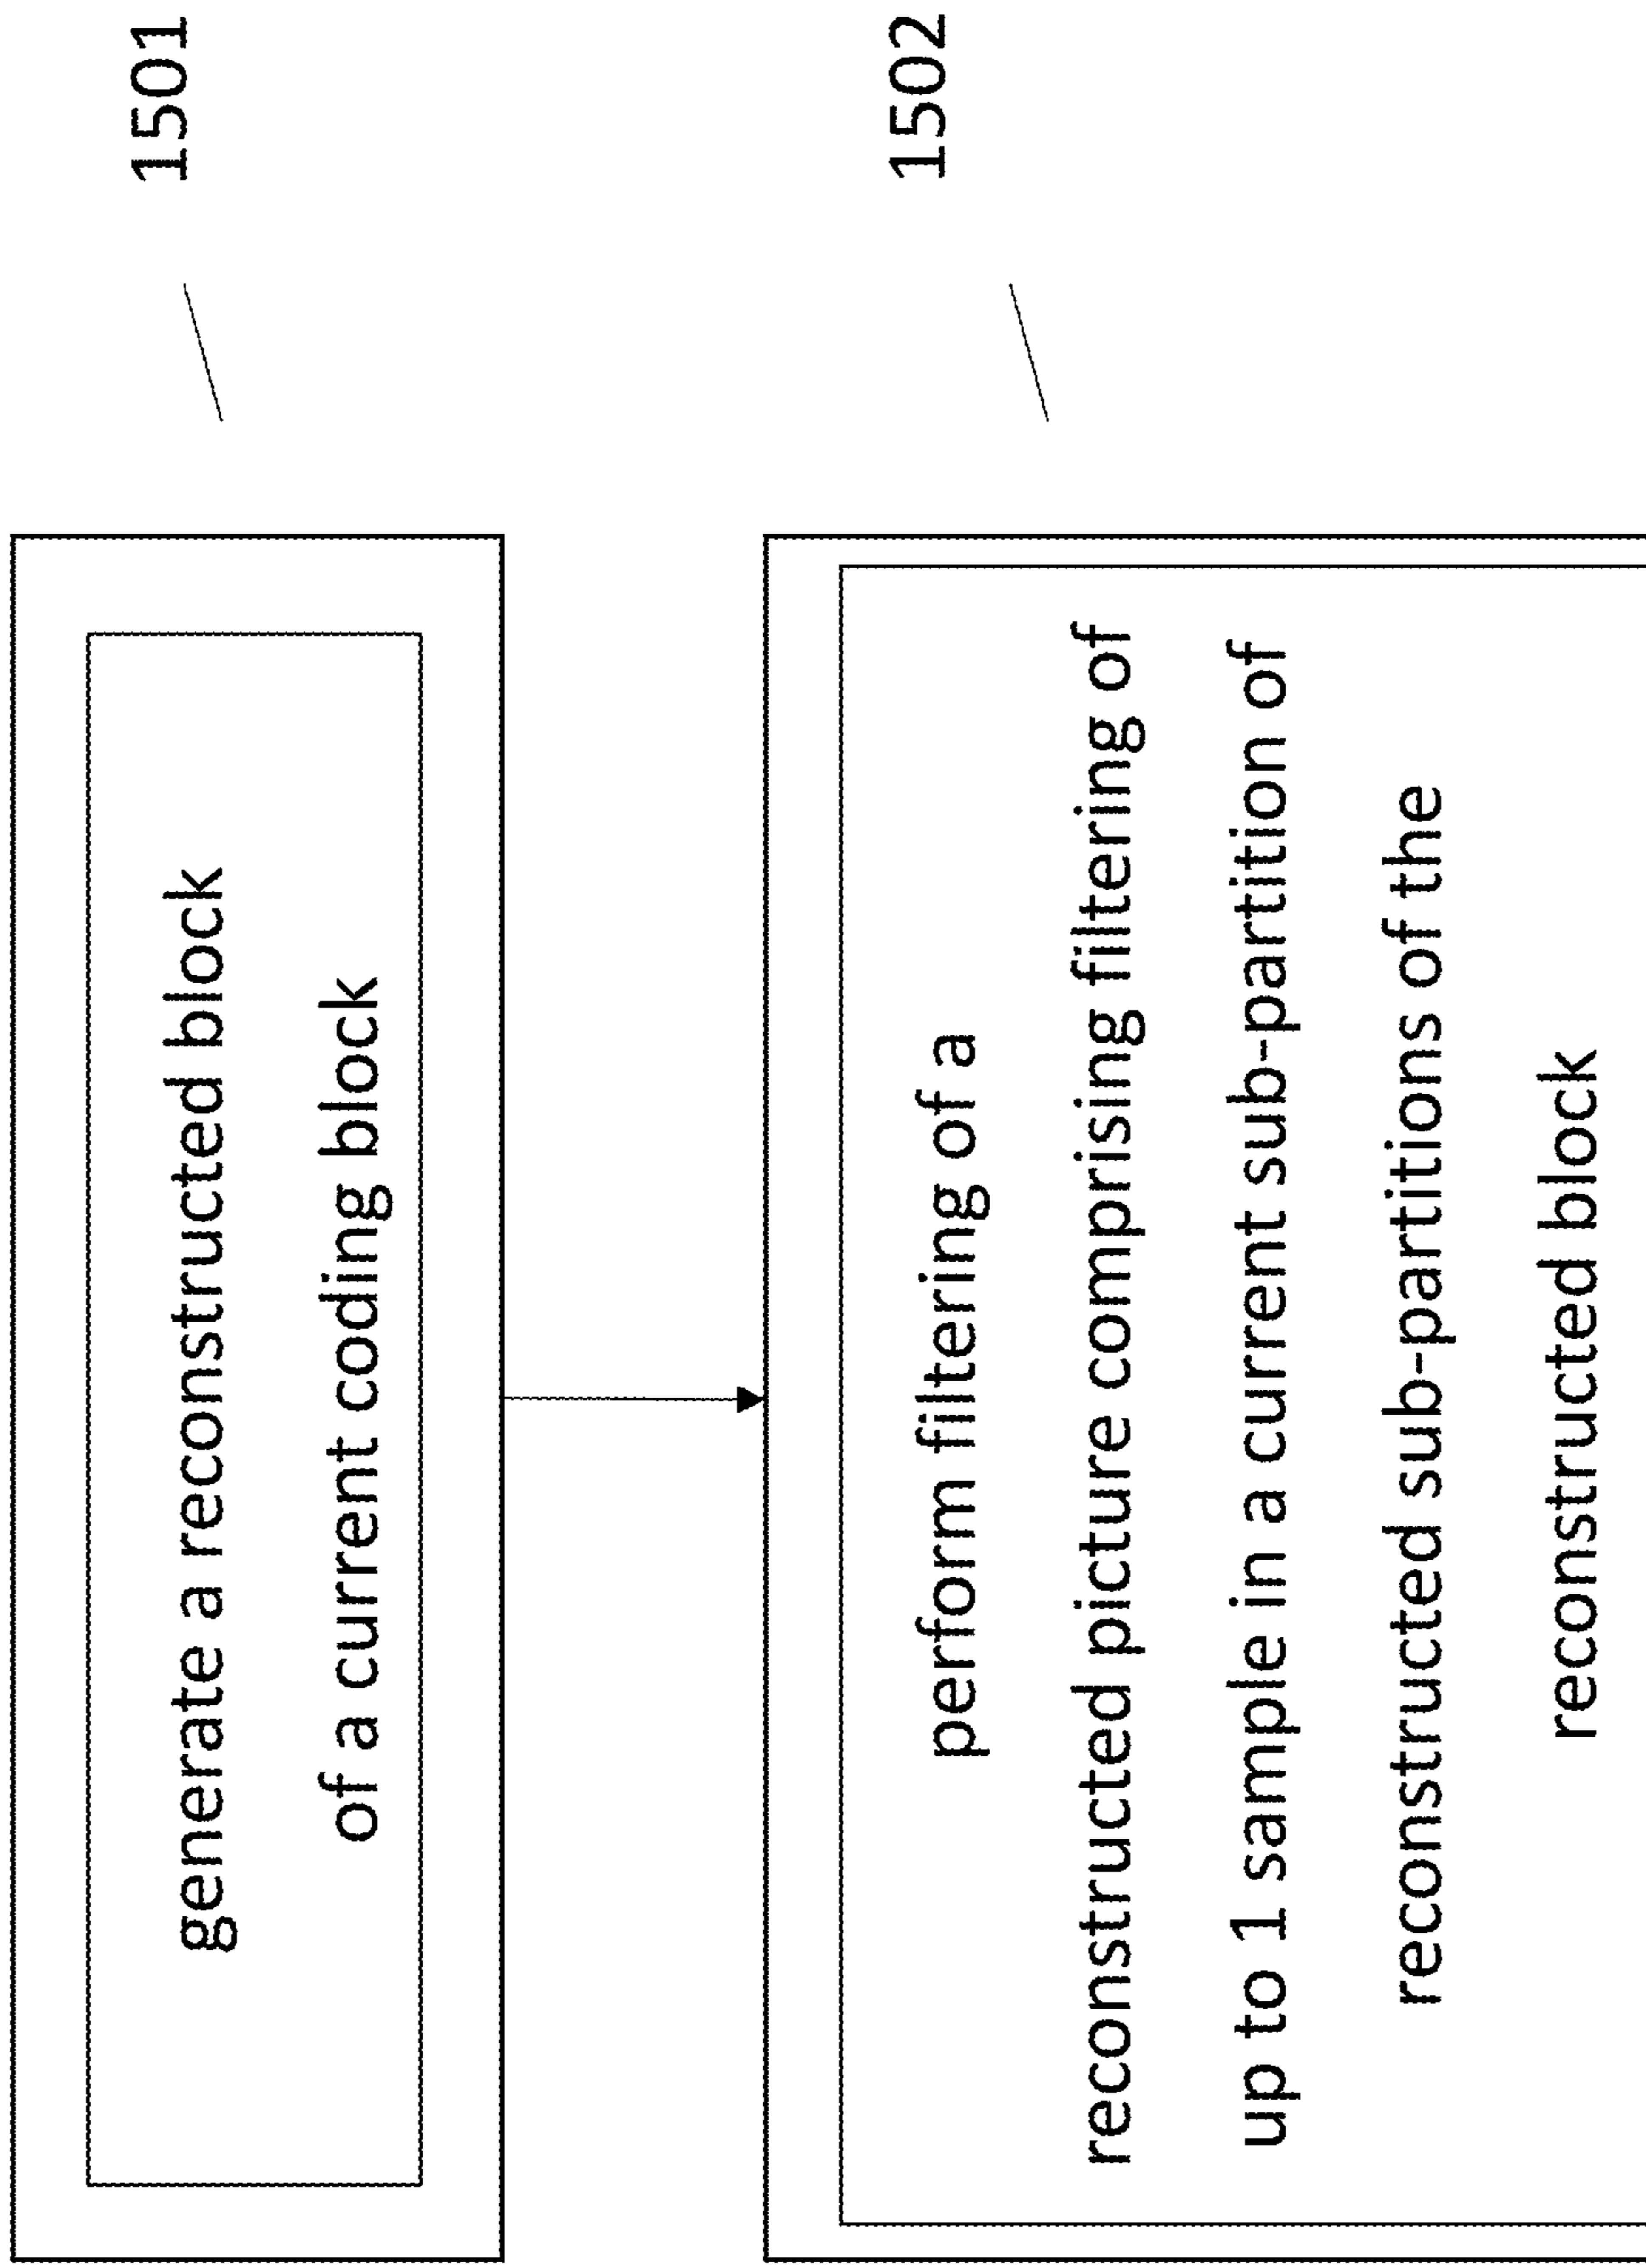 generate a reconstructed block
of a current coding block
1501
perform filtering of a
reconstructed picture comprising filtering of
up to 1 sample in a current sub-partition of
reconstructed sub-partitions of the
reconstructed block
1502